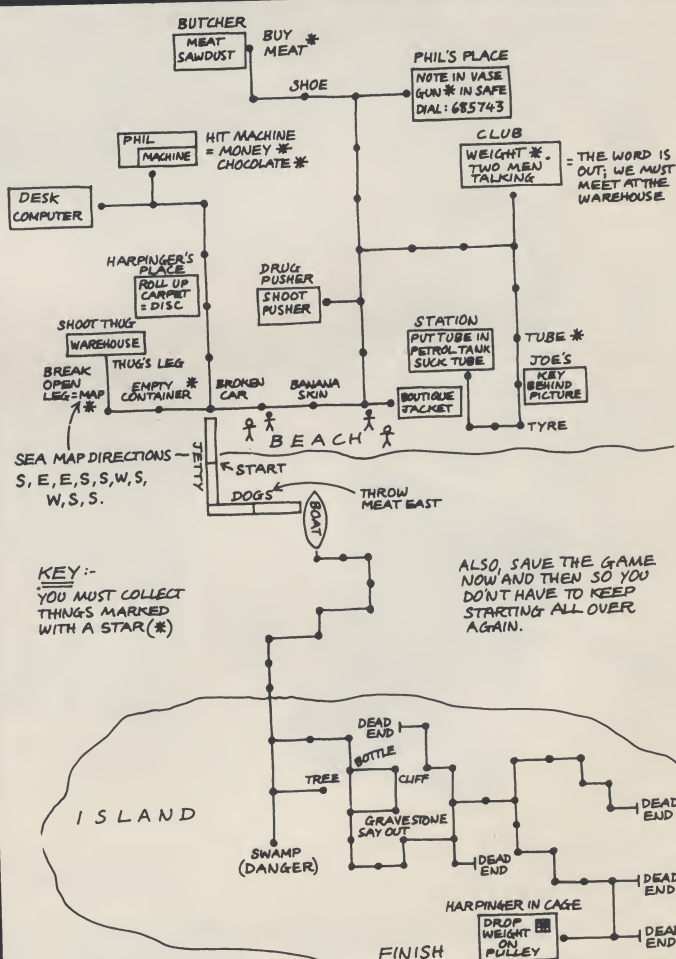 BUTCHER
MEAT
SAWDUST
BUY
MEAT *
SHOE
PHIL'S PLACE
NOTE IN VASE
GUN * IN SAFE
DIAL: 685743
PHIL
MACHINE
HIT MACHINE
= MONEY *
CHOCOLATE *
CLUB
WEIGHT *.
TWO MEN
TALKING
= THE WORD IS
OUT; WE MUST
MEET AT THE
WAREHOUSE
DESK
COMPUTER
HARPINGER'S
PLACE
ROLL UP
CARPET
= DISC
DRUG
PUSHER
SHOOT
PUSHER
SHOOT THUG
WAREHOUSE
THUG'S LEG
BREAK
OPEN
LEG = MAP
*
EMPTY *
CONTAINER
BROKEN
CAR
BANANA
SKIN
STATION
PUT TUBE IN
PETROL TANK
SUCK TUBE
TUBE *
JOE'S
KEY
BEHIND
PICTURE
BOUTIQUE
JACKET
TYRE
BEACH
SEA MAP DIRECTIONS -
S, E, E, S, S, W, S,
W, S, S.
JETTY
START
DOGS
THROW
MEAT EAST
BOAT
KEY:-
YOU MUST COLLECT
THINGS MARKED
WITH A STAR (*)
ALSO, SAVE THE GAME
NOW AND THEN SO YOU
DO'NT HAVE TO KEEP
STARTING ALL OVER
AGAIN.
DEAD
END
BOTTLE
TREE
CLIFF
GRAVESTONE
SAY OUT
ISLAND
SWAMP
(DANGER)
DEAD
END
DEAD
END
DEAD
END
HARPINGER IN CAGE
DROP
WEIGHT
ON
PULLEY
DEAD
END
FINISH